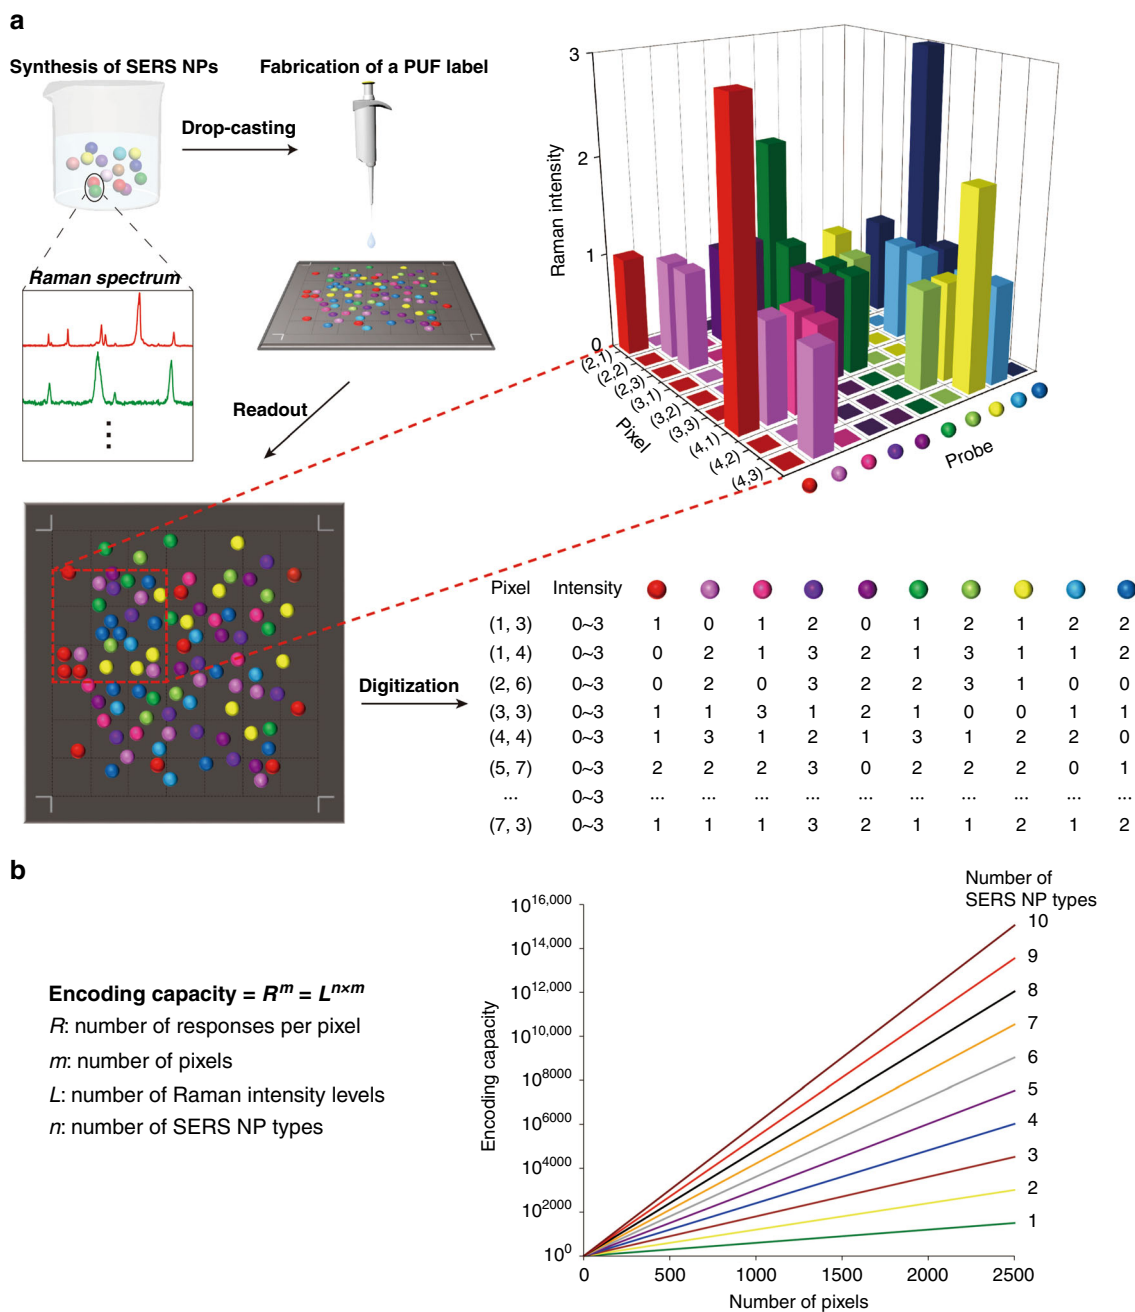 a
Synthesis of SERS NPs
Fabrication of a PUF label
Drop-casting
Raman spectrum
Readout
3
2
1
0
Raman intensity
(2,1)
(2,2)
(2,3)
(3,1)
(3,2)
(3,3)
(4,1)
(4,2)
(4,3)
Pixel
Probe
Digitization
Pixel Intensity
(1, 3) 0~3 1 0 1 2 0 1 2 1 2 2
(1, 4) 0~3 0 2 1 3 2 1 3 1 1 2
(2, 6) 0~3 0 2 0 3 2 2 3 1 0 0
(3, 3) 0~3 1 1 3 1 2 1 0 0 1 1
(4, 4) 0~3 1 3 1 2 1 3 1 2 2 0
(5, 7) 0~3 2 2 2 3 0 2 2 2 0 1
... 0~3 ... ... ... ... ... ... ... ... ... ...
(7, 3) 0~3 1 1 1 3 2 1 1 2 1 2
b
Encoding capacity = R^m = L^{n×m}
R: number of responses per pixel
m: number of pixels
L: number of Raman intensity levels
n: number of SERS NP types
Number of
SERS NP types
10^{16,000}
10^{14,000}
10^{12,000}
10^{10,000}
10^{8000}
10^{6000}
10^{4000}
10^{2000}
10^0
Encoding capacity
10
9
8
7
6
5
4
3
2
1
0 500 1000 1500 2000 2500
Number of pixels